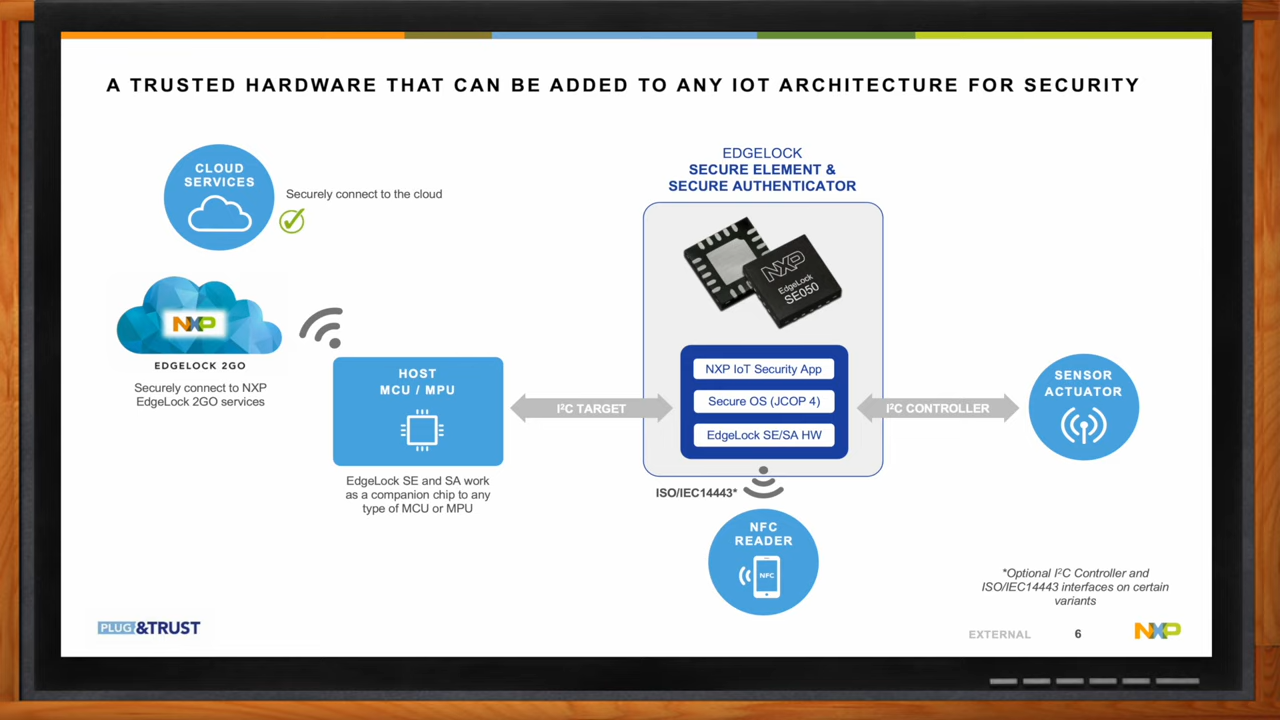 A TRUSTED HARDWARE THAT CAN BE ADDED TO ANY IOT ARCHITECTURE FOR SECURITY
CLOUD
SERVICES
Securely connect to the cloud
NXP
EDGELOCK 2GO
Securely connect to NXP
EdgeLock 2GO services
HOST
MCU / MPU
EdgeLock SE and SA work
as a companion chip to any
type of MCU or MPU
I²C TARGET
EDGELOCK
SECURE ELEMENT &
SECURE AUTHENTICATOR
NXP
EdgeLock
SE050
NXP IoT Security App
Secure OS (JCOP 4)
EdgeLock SE/SA HW
I²C CONTROLLER
SENSOR
ACTUATOR
ISO/IEC14443*
NFC
READER
NFC
*Optional I²C Controller and
ISO/IEC14443 interfaces on certain
variants
PLUG&TRUST
EXTERNAL
6
NXP